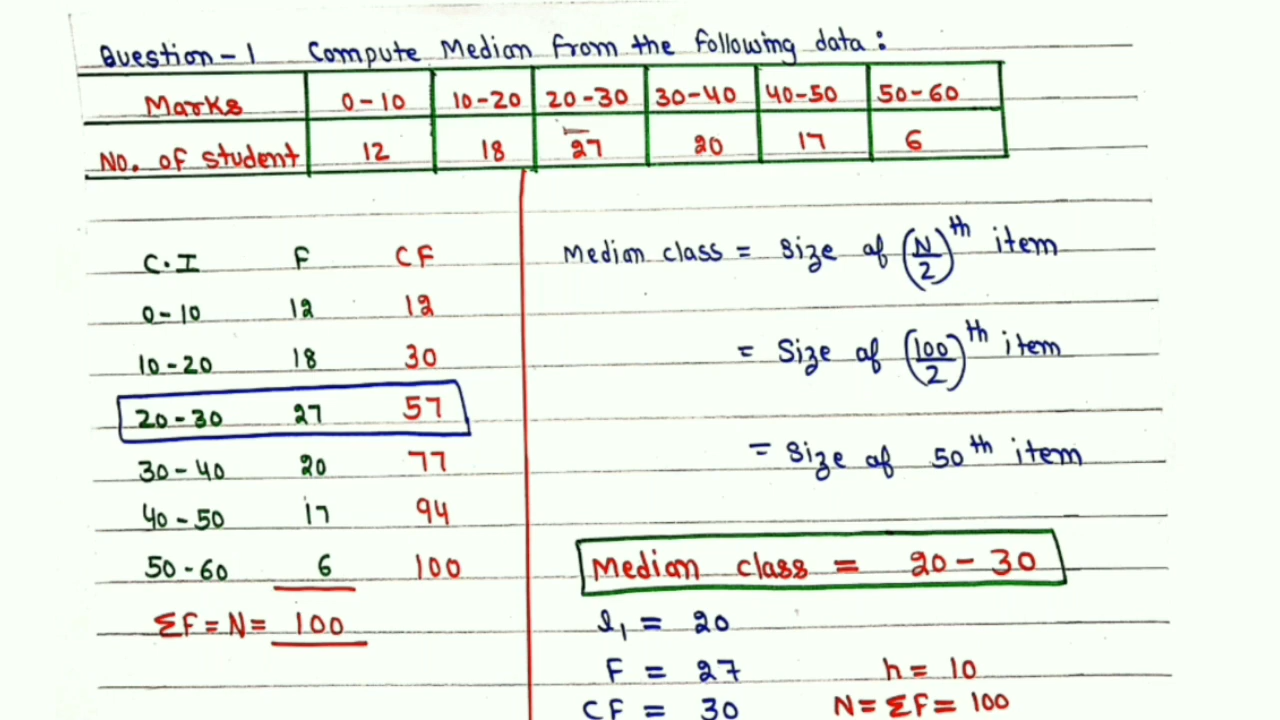 Question - 1 Compute Median from the following data :
Marks 0-10 10-20 20-30 30-40 40-50 50-60
No. of student 12 18 27 20 17 6
C.I F CF
0-10 12 12
10-20 18 30
20-30 27 57
30-40 20 77
40-50 17 94
50-60 6 100
ΣF = N = 100
Median class = Size of (N/2)th item
= Size of (100/2)th item
= Size of 50th item
Median class = 20-30
l₁ = 20
F = 27 h = 10
CF = 30 N = ΣF = 100